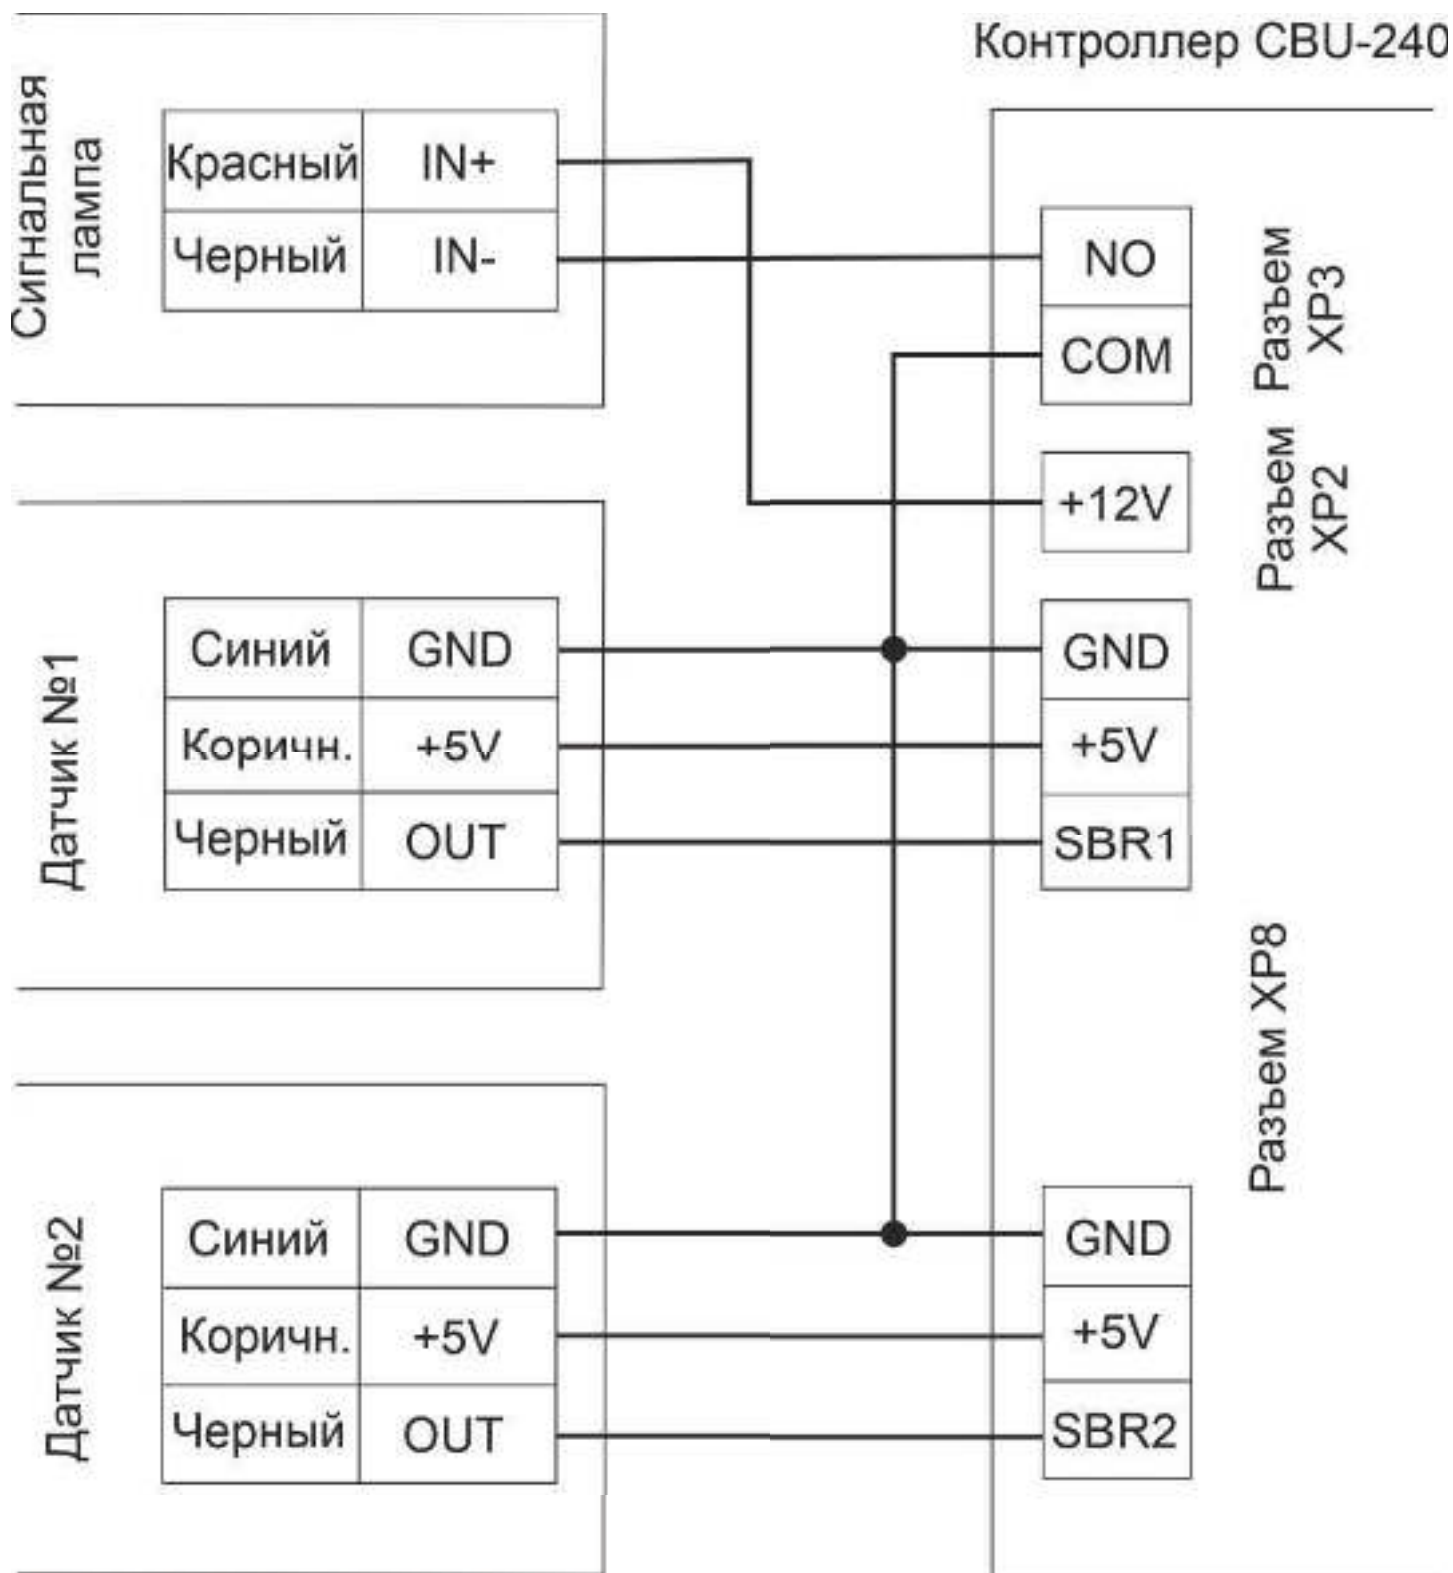 Контроллер CBU-240
Сигнальная
лампа
Красный IN+
Черный IN-
NO
COM
Разъем
XP3
+12V
Разъем
XP2
Датчик №1
Синий GND
Коричн. +5V
Черный OUT
GND
+5V
SBR1
Разъем XP8
Датчик №2
Синий GND
Коричн. +5V
Черный OUT
GND
+5V
SBR2